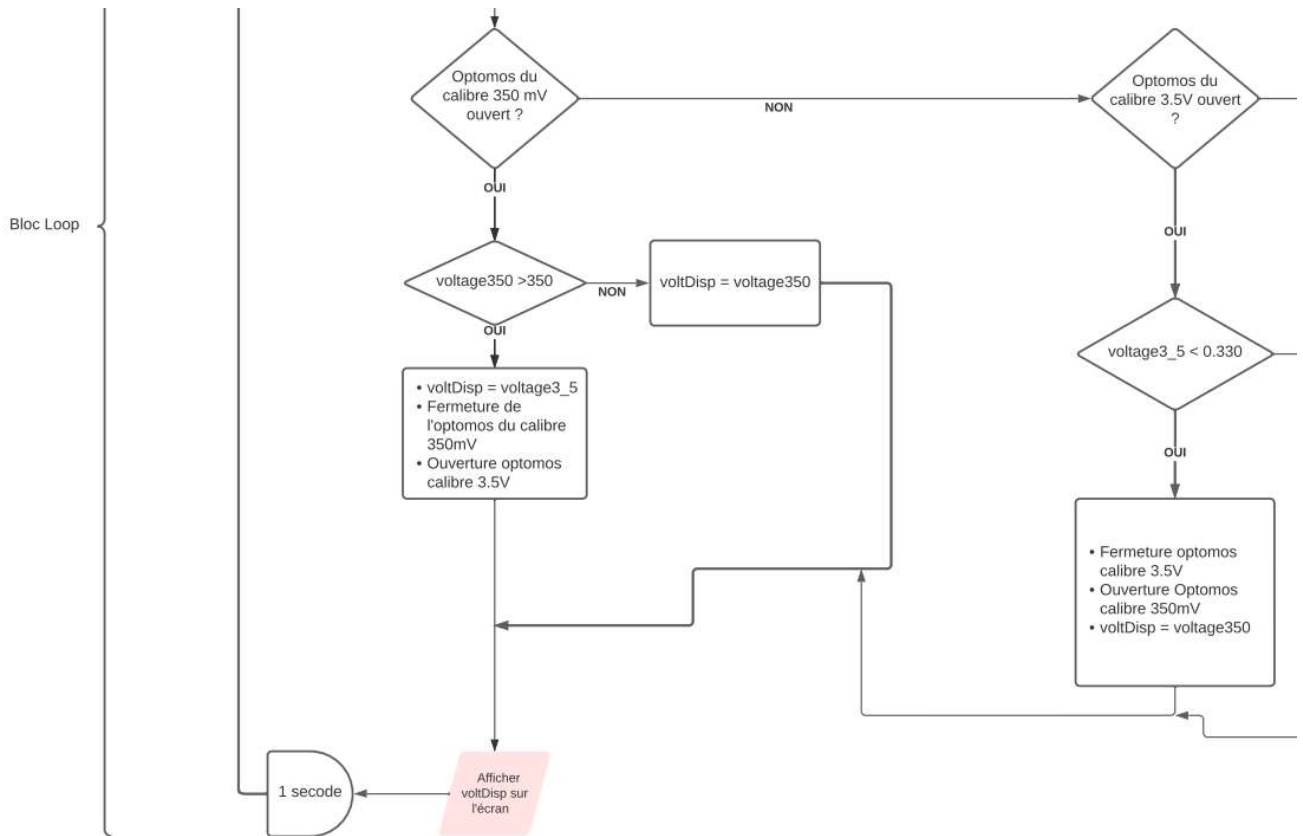 Optomos du
calibre 350 mV
ouvert ?
NON
Optomos du
calibre 3.5V ouvert
?
OUI
Bloc Loop
voltage350 >350
NON
voltDisp = voltage350
OUI
OUI
voltage3_5 < 0.330
• voltDisp = voltage3_5
• Fermeture de
l'optomos du calibre
350mV
• Ouverture optomos
calibre 3.5V
OUI
• Fermeture optomos
calibre 3.5V
• Ouverture Optomos
calibre 350mV
• voltDisp = voltage350
1 secode
Afficher
voltDisp sur
l'écran